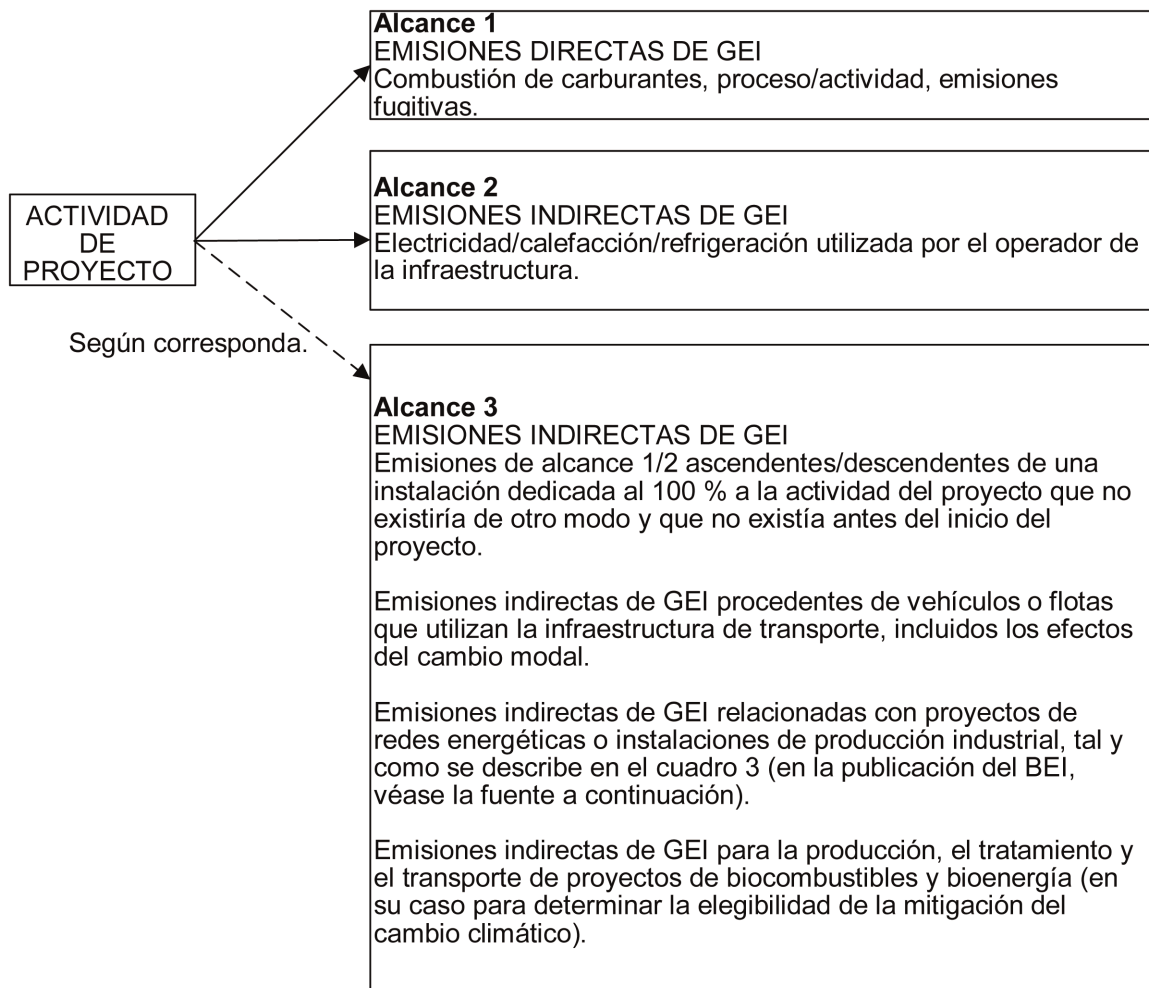 Alcance 1
EMISIONES DIRECTAS DE GEI
Combustión de carburantes, proceso/actividad, emisiones
fugitivas.
Alcance 2
EMISIONES INDIRECTAS DE GEI
Electricidad/calefacción/refrigeración utilizada por el operador de
la infraestructura.
ACTIVIDAD
DE
PROYECTO
Según corresponda.
Alcance 3
EMISIONES INDIRECTAS DE GEI
Emisiones de alcance 1/2 ascendentes/descendentes de una
instalación dedicada al 100 % a la actividad del proyecto que no
existiría de otro modo y que no existía antes del inicio del
proyecto.
Emisiones indirectas de GEI procedentes de vehículos o flotas
que utilizan la infraestructura de transporte, incluidos los efectos
del cambio modal.
Emisiones indirectas de GEI relacionadas con proyectos de
redes energéticas o instalaciones de producción industrial, tal y
como se describe en el cuadro 3 (en la publicación del BEI,
véase la fuente a continuación).
Emisiones indirectas de GEI para la producción, el tratamiento y
el transporte de proyectos de biocombustibles y bioenergía (en
su caso para determinar la elegibilidad de la mitigación del
cambio climático).